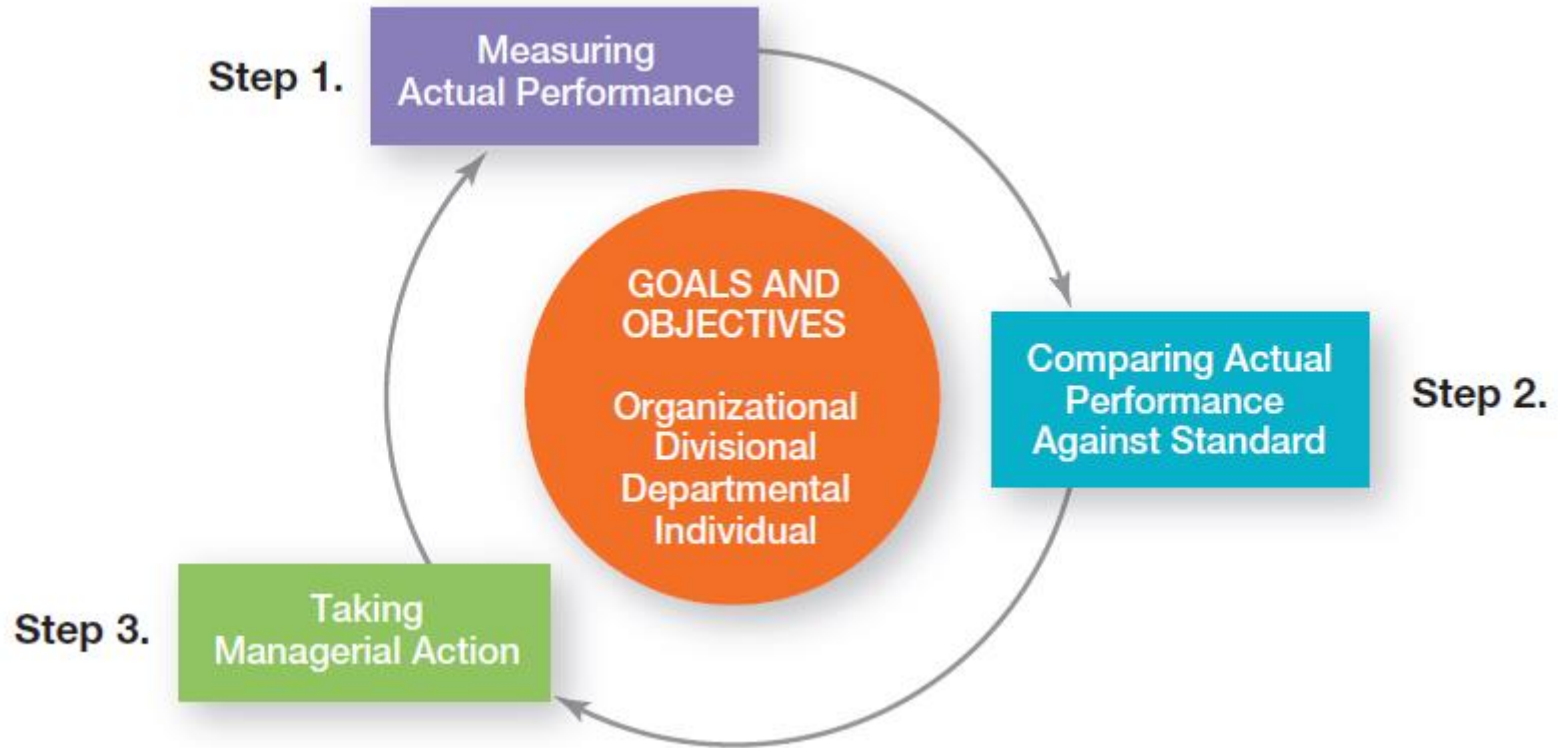 Step 1.
Measuring
Actual Performance
GOALS AND
OBJECTIVES
Organizational
Divisional
Departmental
Individual
Comparing Actual
Performance
Against Standard
Step 2.
Step 3.
Taking
Managerial Action